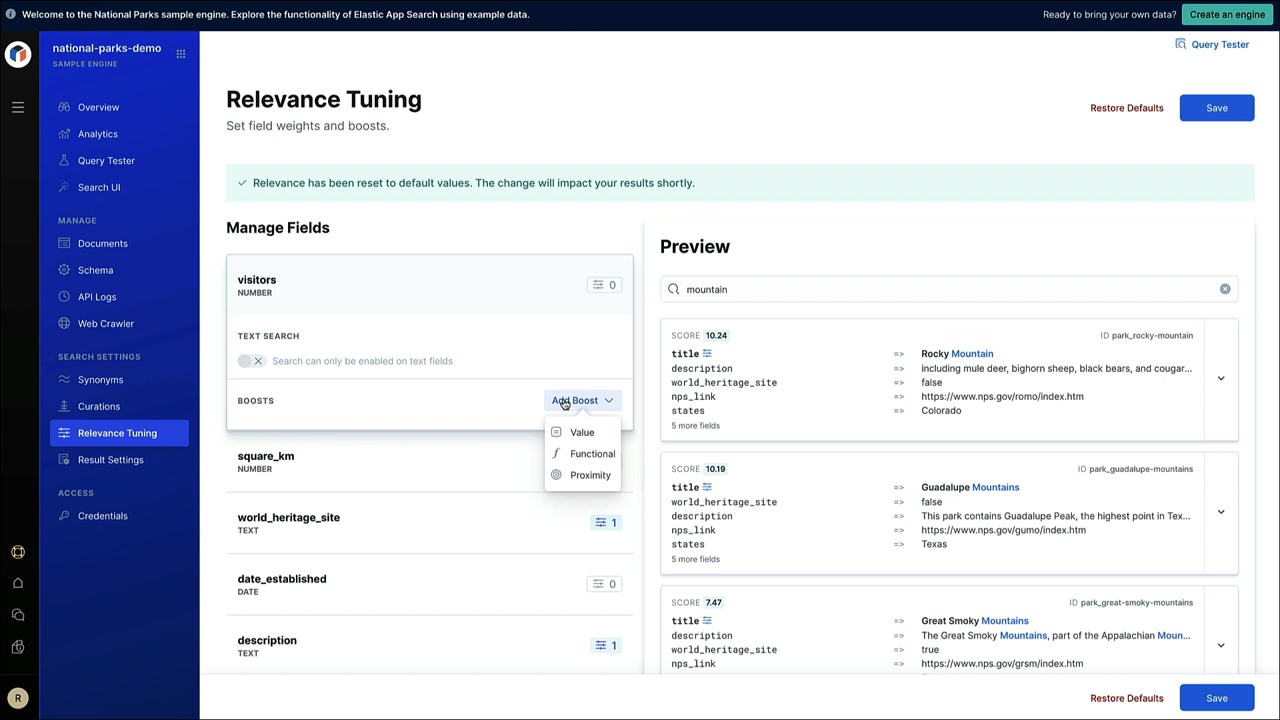 Welcome to the National Parks sample engine. Explore the functionality of Elastic App Search using example data.
Ready to bring your own data?
Create an engine
national-parks-demo
SAMPLE ENGINE
Overview
Analytics
Query Tester
Search UI
MANAGE
Documents
Schema
API Logs
Web Crawler
SEARCH SETTINGS
Synonyms
Curations
Relevance Tuning
Result Settings
ACCESS
Credentials
R
Query Tester
Relevance Tuning
Set field weights and boosts.
Restore Defaults
Save
Relevance has been reset to default values. The change will impact your results shortly.
Manage Fields
visitors
NUMBER
0
TEXT SEARCH
Search can only be enabled on text fields
BOOSTS
Add Boost
Value
Functional
Proximity
square_km
NUMBER
world_heritage_site
TEXT
1
date_established
DATE
0
description
TEXT
1
Preview
mountain
SCORE 10.24
ID park_rocky-mountain
title => Rocky Mountain
description => including mule deer, bighorn sheep, black bears, and cougar...
world_heritage_site => false
nps_link => https://www.nps.gov/romo/index.htm
states => Colorado
5 more fields
SCORE 10.19
ID park_guadalupe-mountains
title => Guadalupe Mountains
world_heritage_site => false
description => This park contains Guadalupe Peak, the highest point in Tex...
nps_link => https://www.nps.gov/gumo/index.htm
states => Texas
5 more fields
SCORE 7.47
ID park_great-smoky-mountains
title => Great Smoky Mountains
description => The Great Smoky Mountains, part of the Appalachian Moun...
world_heritage_site => true
nps_link => https://www.nps.gov/grsm/index.htm
Restore Defaults
Save